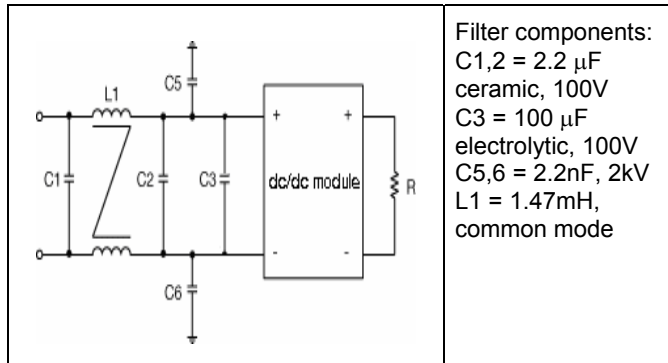 C5
L1
+
+
C1
C2
C3
dc/dc module
R
-
-
C6
Filter components:
C1,2 = 2.2 μF
ceramic, 100V
C3 = 100 μF
electrolytic, 100V
C5,6 = 2.2nF, 2kV
L1 = 1.47mH,
common mode